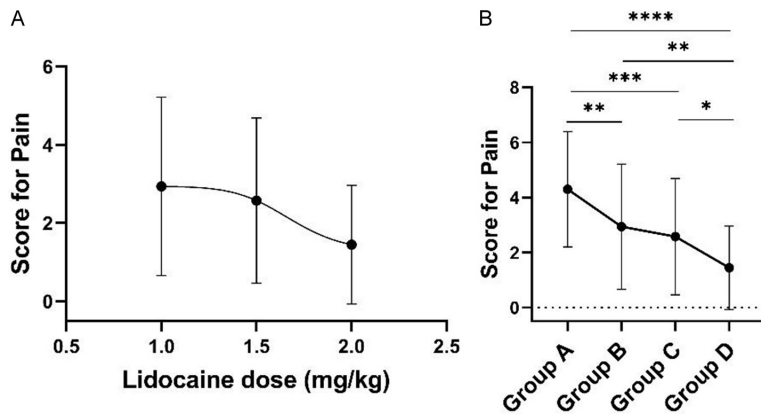 A
Score for Pain
6
4
2
0
0.5 1.0 1.5 2.0 2.5
Lidocaine dose (mg/kg)
B
****
**
***
** *
Score for Pain
8
6
4
2
0
Group A Group B Group C Group D